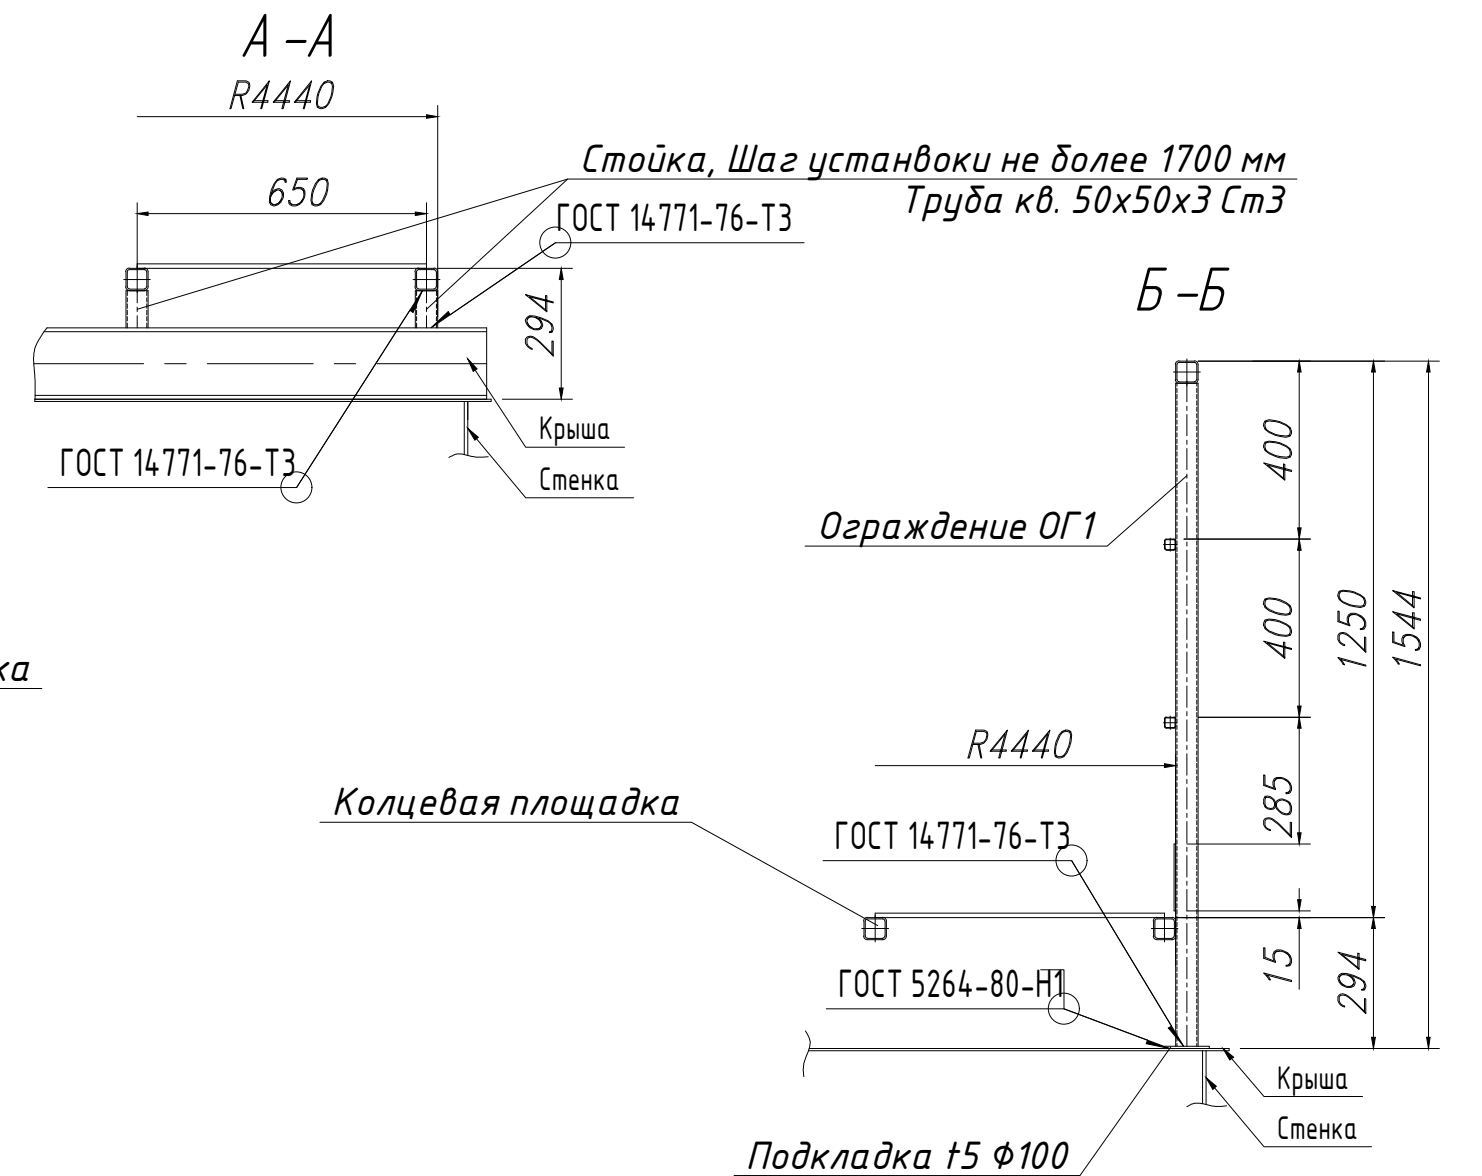 А –А
R4440
Стойка, Шаг устанвоки не более 1700 мм
650
Труба кв. 50х50х3 Ст3
ГОСТ 14771-76-Т3
Б –Б
294
Крыша
ГОСТ 14771-76-Т3
Стенка
400
Ограждение ОГ1
400
1250
1544
ка
R4440
285
Колцевая площадка
ГОСТ 14771-76-Т3
15
294
ГОСТ 5264-80-Н1
Крыша
Стенка
Подкладка t5 Ф100